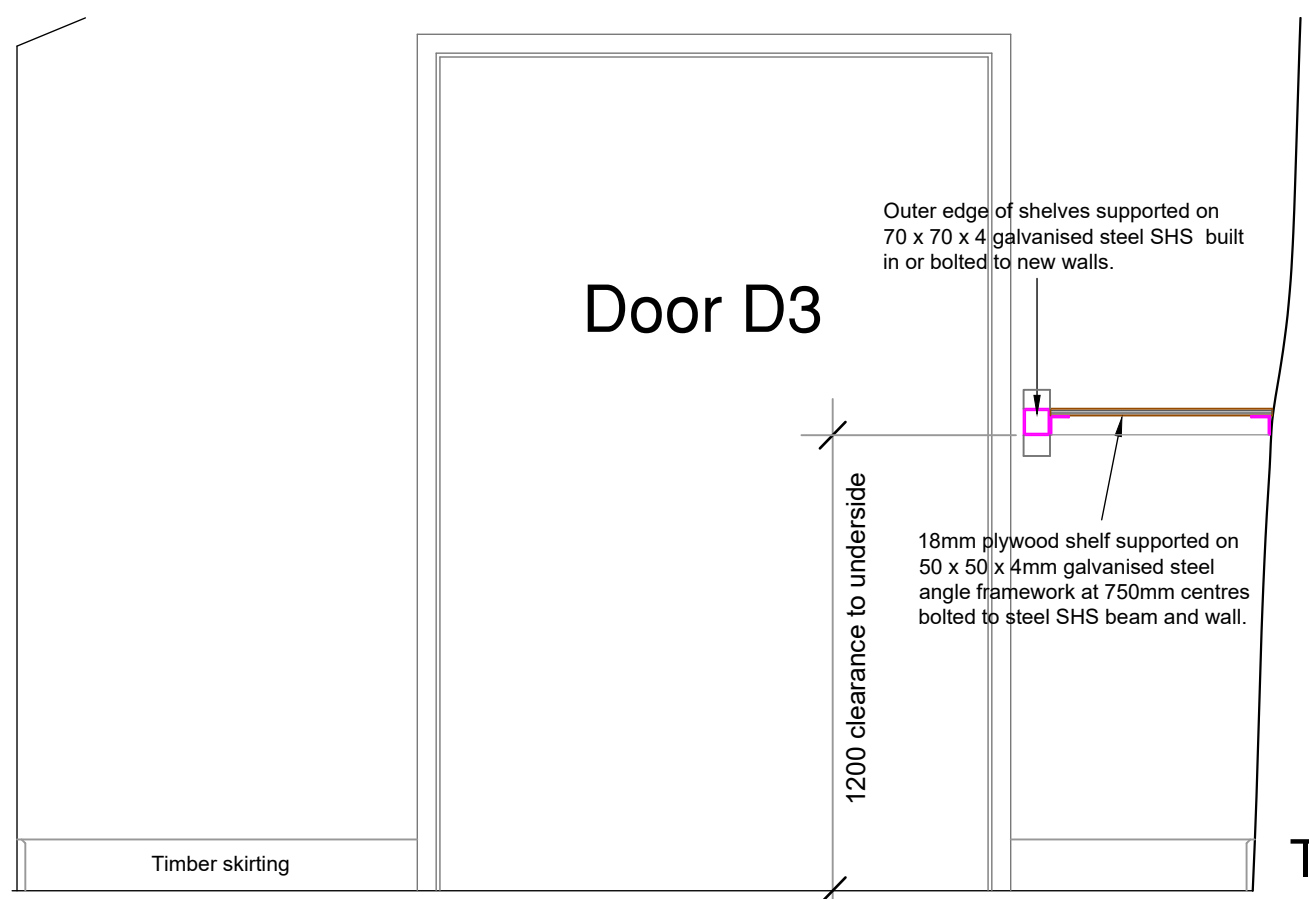 Outer edge of shelves supported on
70 x 70 x 4 galvanised steel SHS  built
in or bolted to new walls.
Door D3
1200 clearance to underside
18mm plywood shelf supported on
50 x 50 x 4mm galvanised steel
angle framework at 750mm centres
bolted to steel SHS beam and wall.
Timber skirting